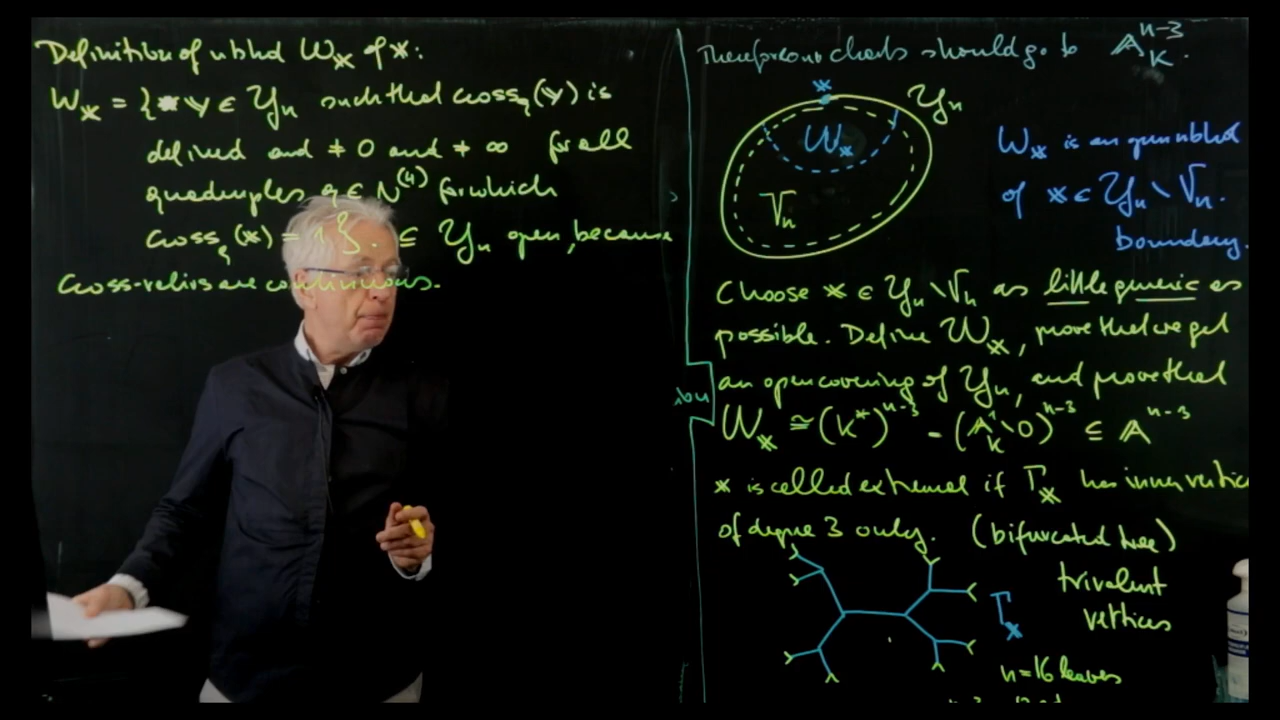 Definition of nbhd W_x of x:
W_x = { y ∈ Y_n such that cross_q(y) is
defined and ≠ 0 and ≠ ∞ for all
quadruples q ∈ N^(4) for which
cross_q(x) = 1 }. ⊆ Y_n open, because
cross-ratios are continuous.
Therefore our charts should go to A_K^{n-3}.
x
Y_n
W_x
V_n
W_x is an open nbhd
of x ∈ Y_n \ V_n.
boundary.
Choose x ∈ Y_n \ V_n as little generic as
possible. Define W_x, prove that we get
an open covering of Y_n, and prove that
W_x ≅ (K*)^{n-3} = (A_K^1 \ 0)^{n-3} ⊆ A^{n-3}
x is called extremal if Γ_x has inner vertic
of degree 3 only. (bifurcated tree)
trivalent
vertices
Γ_x
n=16 leaves